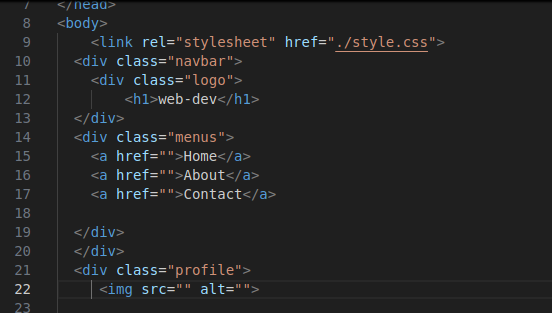 7 </head>
8 <body>
9 <link rel="stylesheet" href="./style.css">
10 <div class="navbar">
11 <div class="logo">
12 <h1>web-dev</h1>
13 </div>
14 <div class="menus">
15 <a href="">Home</a>
16 <a href="">About</a>
17 <a href="">Contact</a>
18
19 </div>
20 </div>
21 <div class="profile">
22 <img src="" alt="">
23